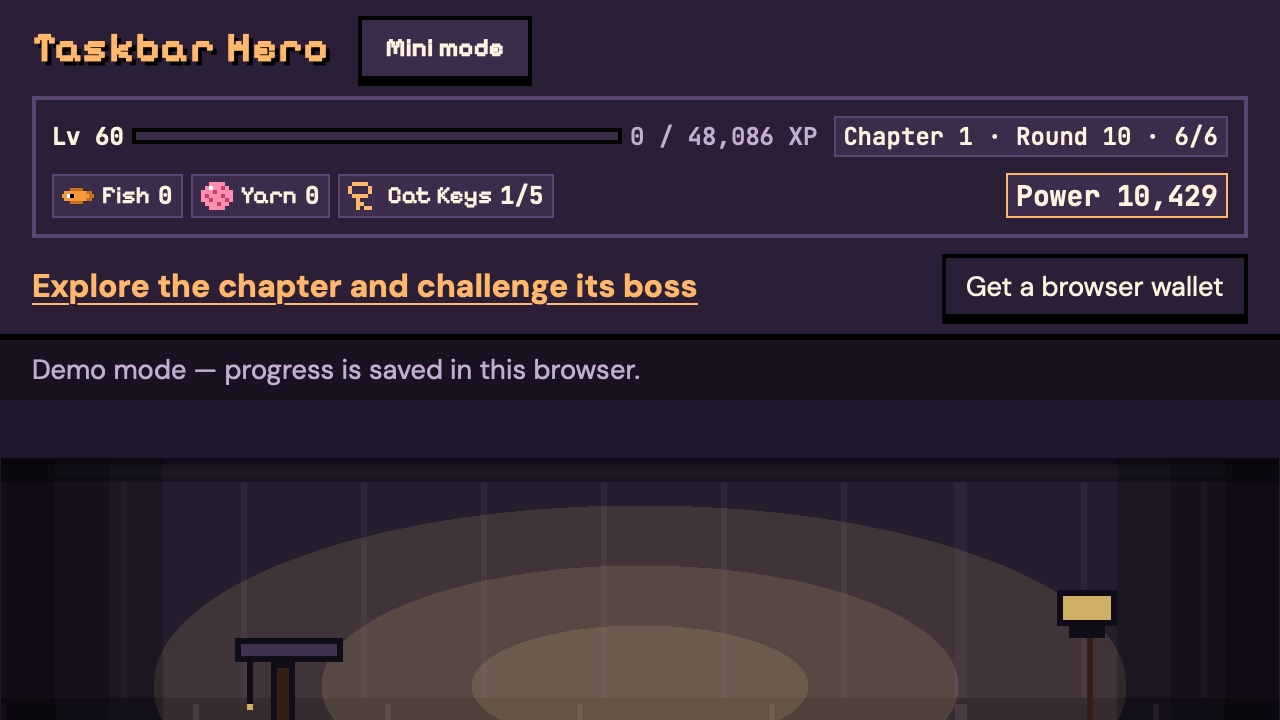 Taskbar Hero
Mini mode
Lv 60
0 / 48,086 XP
Chapter 1 · Round 10 · 6/6
Fish 0
Yarn 0
Cat Keys 1/5
Power 10,429
Explore the chapter and challenge its boss
Get a browser wallet
Demo mode — progress is saved in this browser.